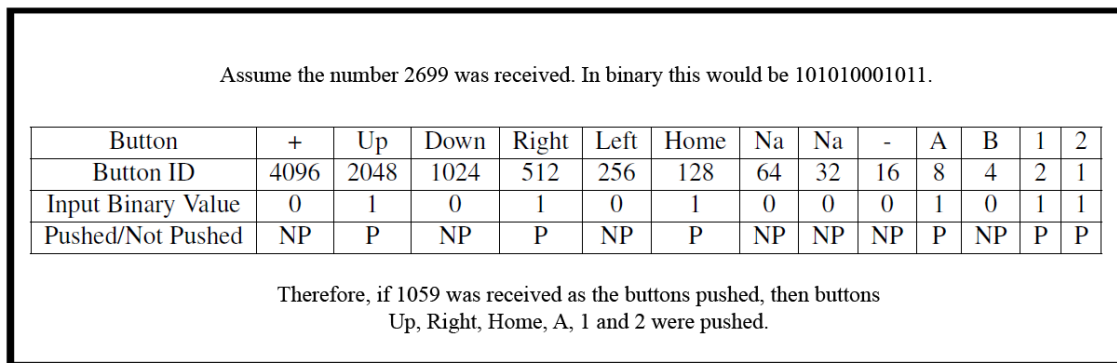 Assume the number 2699 was received. In binary this would be 101010001011.
Button + Up Down Right Left Home Na Na - A B 1 2
Button ID 4096 2048 1024 512 256 128 64 32 16 8 4 2 1
Input Binary Value 0 1 0 1 0 1 0 0 0 1 0 1 1
Pushed/Not Pushed NP P NP P NP P NP NP NP P NP P P
Therefore, if 1059 was received as the buttons pushed, then buttons
Up, Right, Home, A, 1 and 2 were pushed.